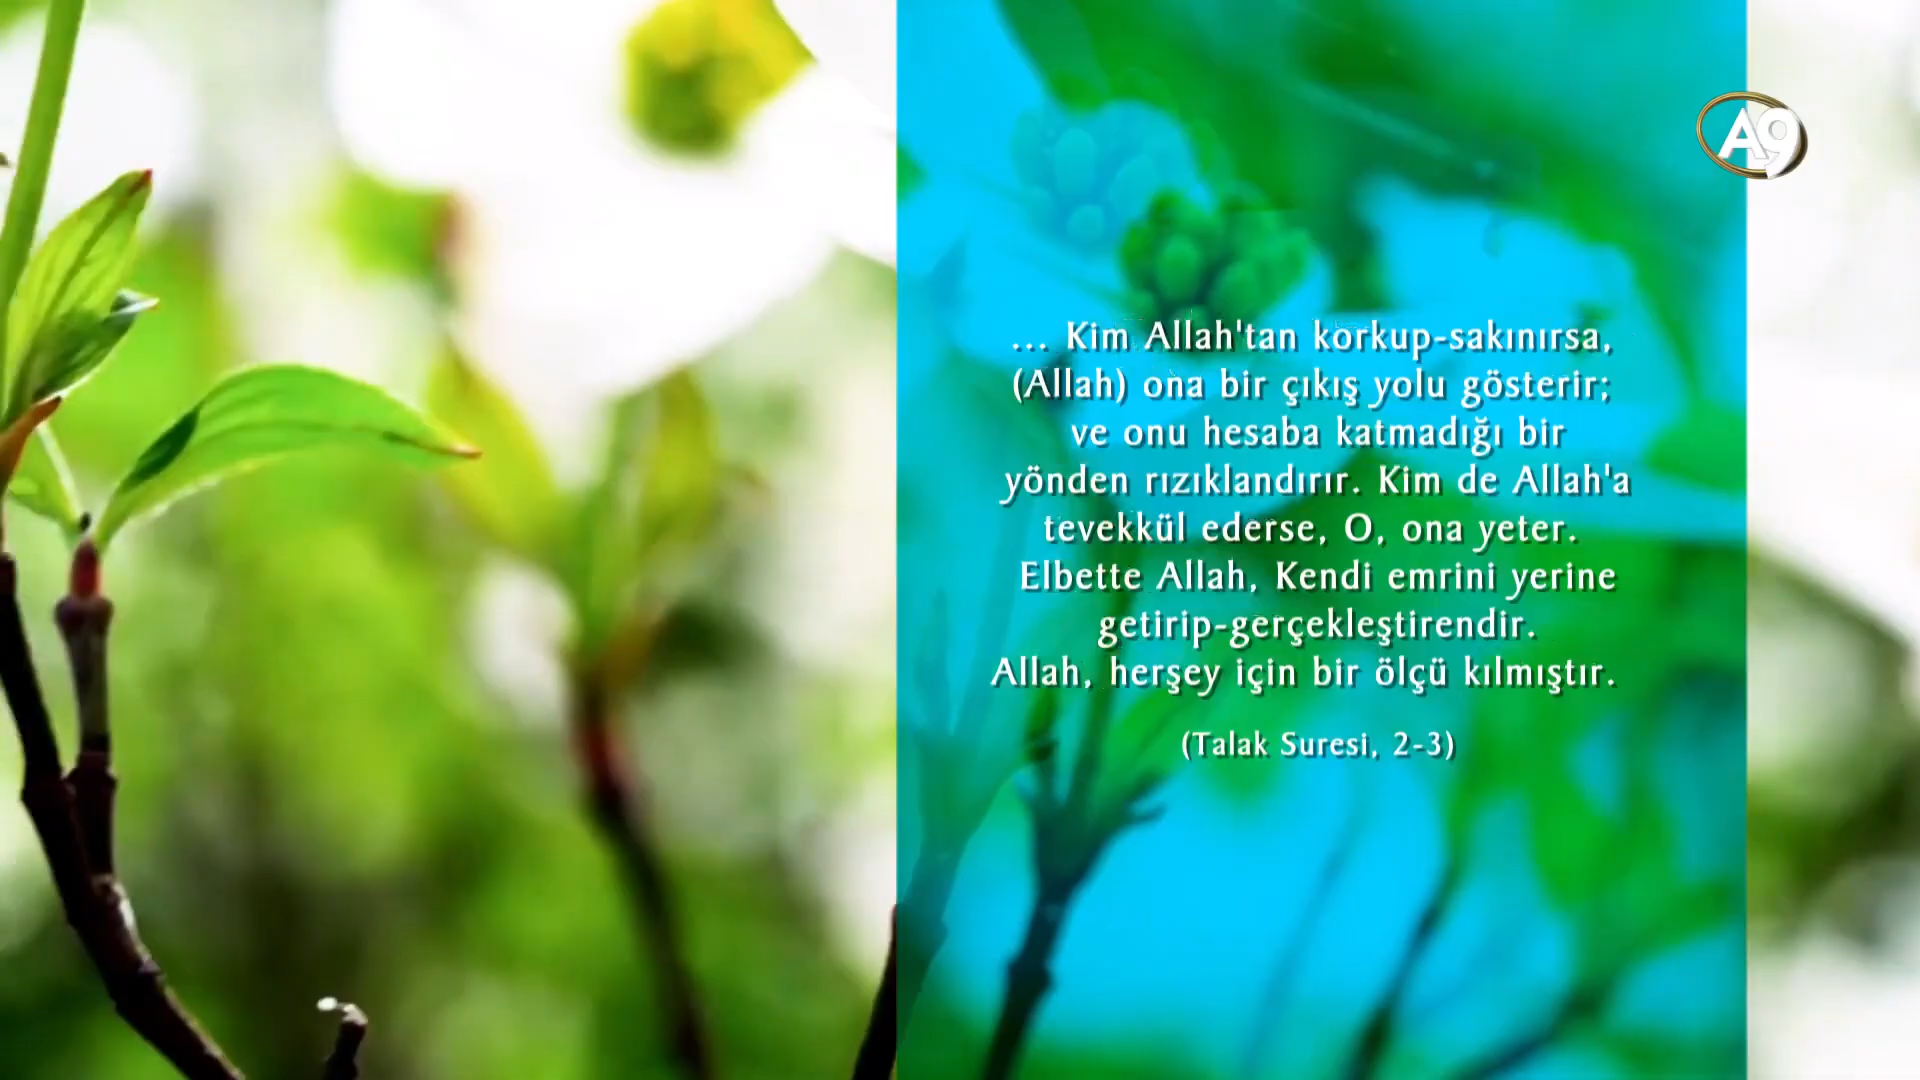 A9
... Kim Allah'tan korkup-sakınırsa,
(Allah) ona bir çıkış yolu gösterir;
ve onu hesaba katmadığı bir
yönden rızıklandırır. Kim de Allah'a
tevekkül ederse, O, ona yeter.
Elbette Allah, Kendi emrini yerine
getirip-gerçekleştirendir.
Allah, herşey için bir ölçü kılmıştır.
(Talak Suresi, 2-3)